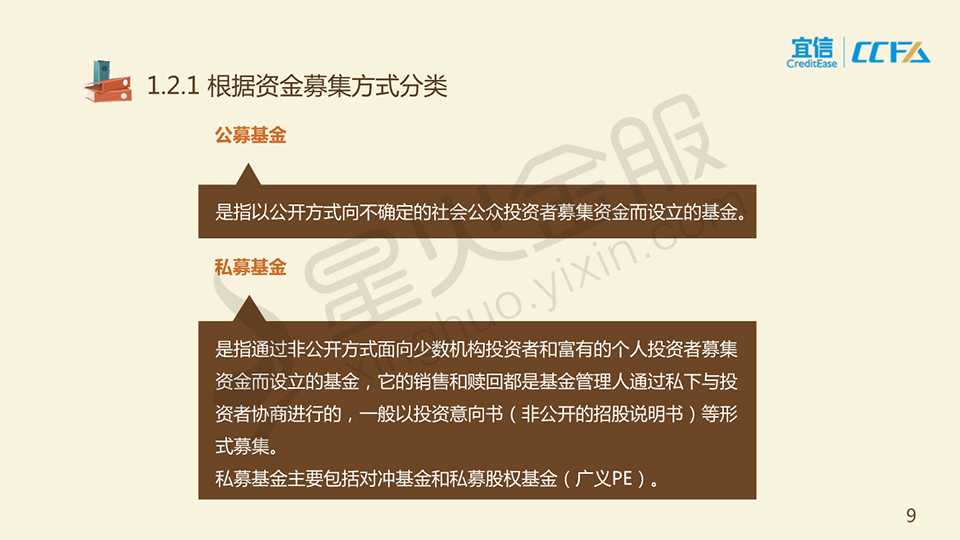 宜信
CreditEase
CCFA
1.2.1 根据资金募集方式分类
公募基金
是指以公开方式向不确定的社会公众投资者募集资金而设立的基金。
私募基金
是指通过非公开方式面向少数机构投资者和富有的个人投资者募集
资金而设立的基金，它的销售和赎回都是基金管理人通过私下与投
资者协商进行的，一般以投资意向书（非公开的招股说明书）等形
式募集。
私募基金主要包括对冲基金和私募股权基金（广义PE）。
星火金服
xinghuo.yixin.com
9